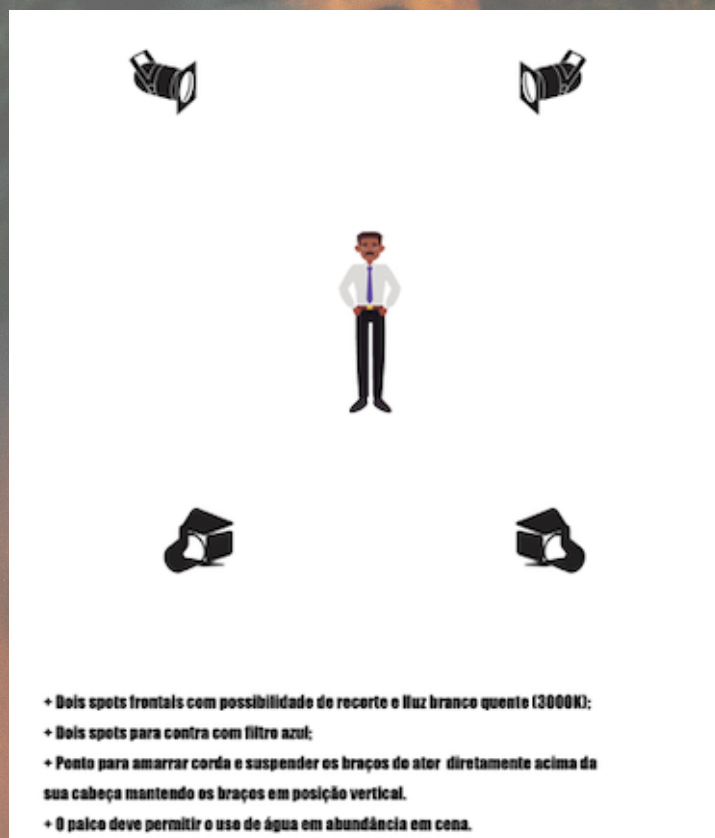 + Dois spots frontais com possibilidade de recorte e lluz branco quente (3000K);
+ Dois spots para contra com filtro azul;
+ Ponto para amarrar corda e suspender os braços do ator diretamente acima da
sua cabeça mantendo os braços em posição vertical.
+ O palco deve permitir o uso de água em abundância em cena.